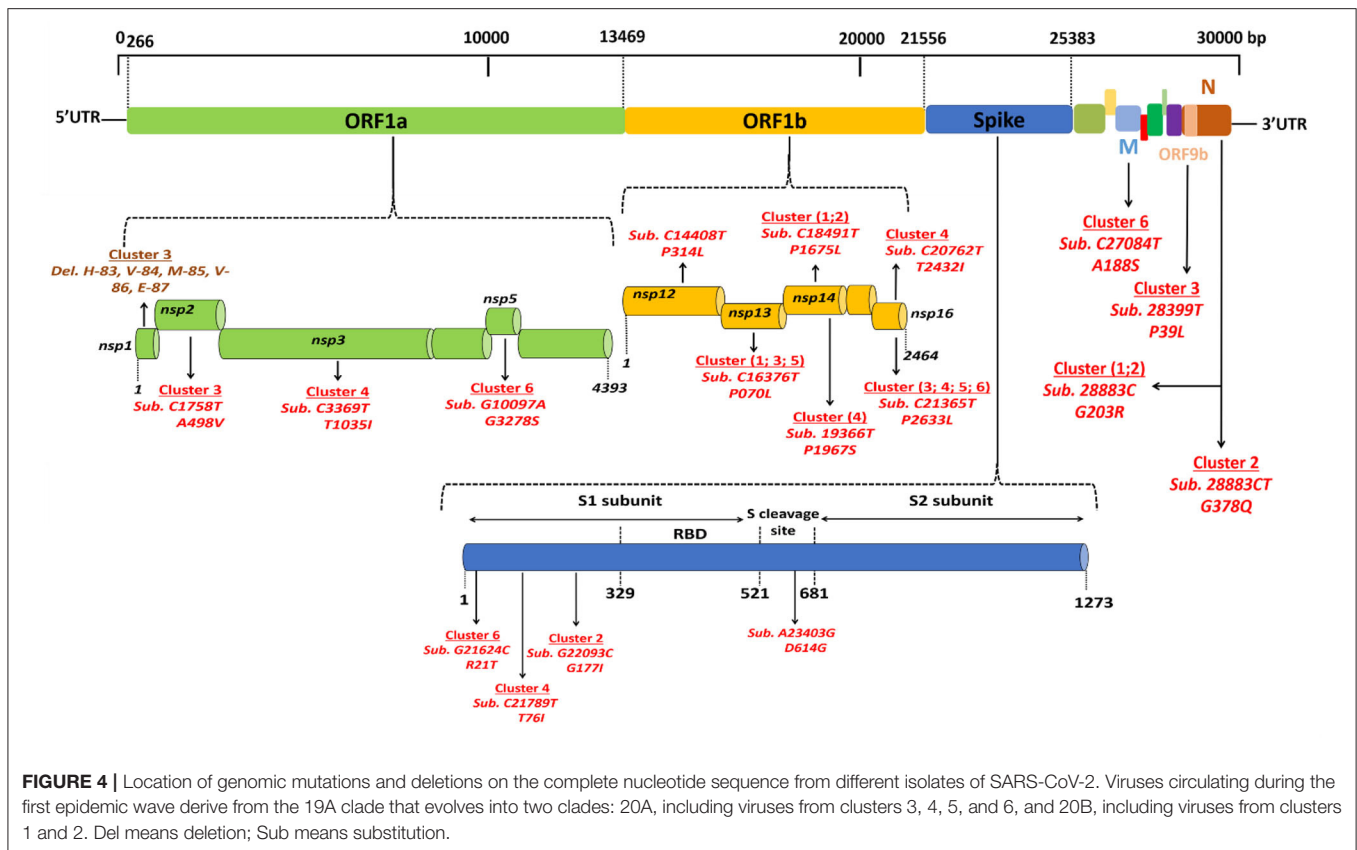 0 266 10000 13469 20000 21556 25383 30000 bp
N
5'UTR ORF1a ORF1b Spike 3'UTR
M ORF9b
Cluster 3
Del. H-83, V-84, M-85, V-
86, E-87
Sub. C14408T
P314L
Cluster (1;2)
Sub. C18491T
P1675L
Cluster 4
Sub. C20762T
T2432I
Cluster 6
Sub. C27084T
A188S
Cluster 3
Sub. 28399T
P39L
nsp1 nsp2 nsp3 nsp5
nsp12 nsp13 nsp14 nsp16
1 4393
1 2464
Cluster 3
Sub. C1758T
A498V
Cluster 4
Sub. C3369T
T1035I
Cluster 6
Sub. G10097A
G3278S
Cluster (1; 3; 5)
Sub. C16376T
P070L
Cluster (4)
Sub. 19366T
P1967S
Cluster (3; 4; 5; 6)
Sub. C21365T
P2633L
Cluster (1;2)
Sub. 28883C
G203R
Cluster 2
Sub. 28883CT
G378Q
S1 subunit S cleavage site S2 subunit
RBD
1 329 521 681 1273
Cluster 6
Sub. G21624C
R21T
Cluster 4
Sub. C21789T
T76I
Cluster 2
Sub. G22093C
G177I
Sub. A23403G
D614G
FIGURE 4 | Location of genomic mutations and deletions on the complete nucleotide sequence from different isolates of SARS-CoV-2. Viruses circulating during the
first epidemic wave derive from the 19A clade that evolves into two clades: 20A, including viruses from clusters 3, 4, 5, and 6, and 20B, including viruses from clusters
1 and 2. Del means deletion; Sub means substitution.